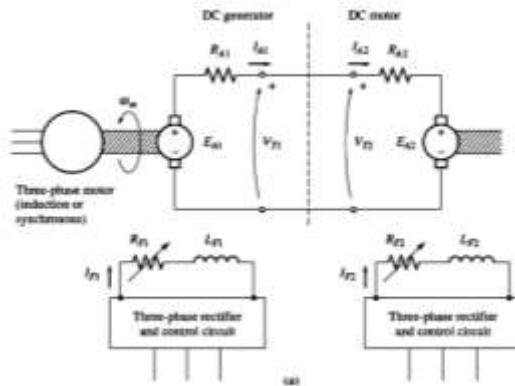 DC generator
DC motor
R_A1
I_A1
I_A2
R_A2
ω_m
+
+
+
−
E_A1
V_T1
V_T2
+
−
E_A2
Three-phase motor
(induction or
synchronous)
R_F1
L_F1
I_F1
Three-phase rectifier
and control circuit
R_F2
L_F2
I_F2
Three-phase rectifier
and control circuit
(a)